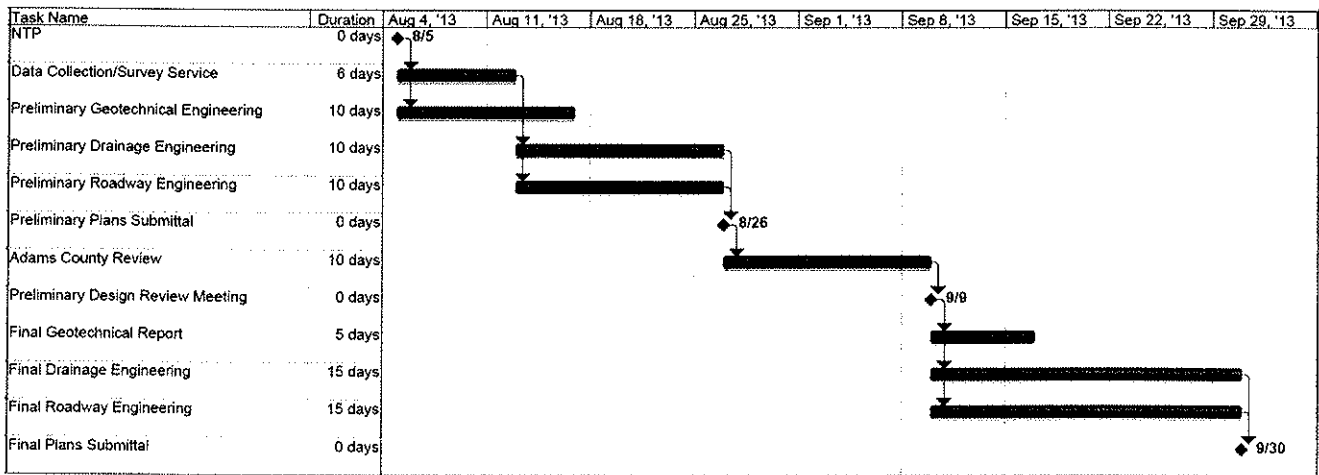 Task Name Duration Aug 4, '13 Aug 11, '13 Aug 18, '13 Aug 25, '13 Sep 1, '13 Sep 8, '13 Sep 15, '13 Sep 22, '13 Sep 29, '13
NTP 0 days 8/5
Data Collection/Survey Service 6 days
Preliminary Geotechnical Engineering 10 days
Preliminary Drainage Engineering 10 days
Preliminary Roadway Engineering 10 days
Preliminary Plans Submittal 0 days 8/26
Adams County Review 10 days
Preliminary Design Review Meeting 0 days 9/9
Final Geotechnical Report 5 days
Final Drainage Engineering 15 days
Final Roadway Engineering 15 days
Final Plans Submittal 0 days 9/30